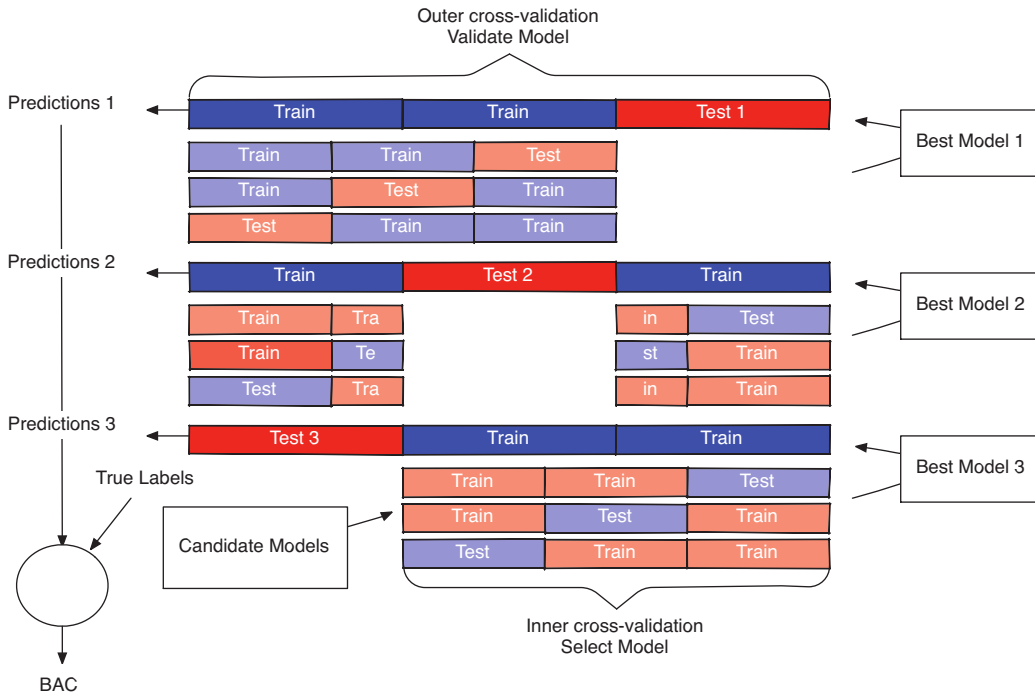 Outer cross-validation
Validate Model
Predictions 1
Train Train Test 1
Best Model 1
Train Train Test
Train Test Train
Test Train Train
Predictions 2
Train Test 2 Train
Best Model 2
Train Tra in Test
Train Te st Train
Test Tra in Train
Predictions 3
Test 3 Train Train
Best Model 3
True Labels
Train Train Test
Candidate Models
Train Test Train
Test Train Train
Inner cross-validation
Select Model
BAC